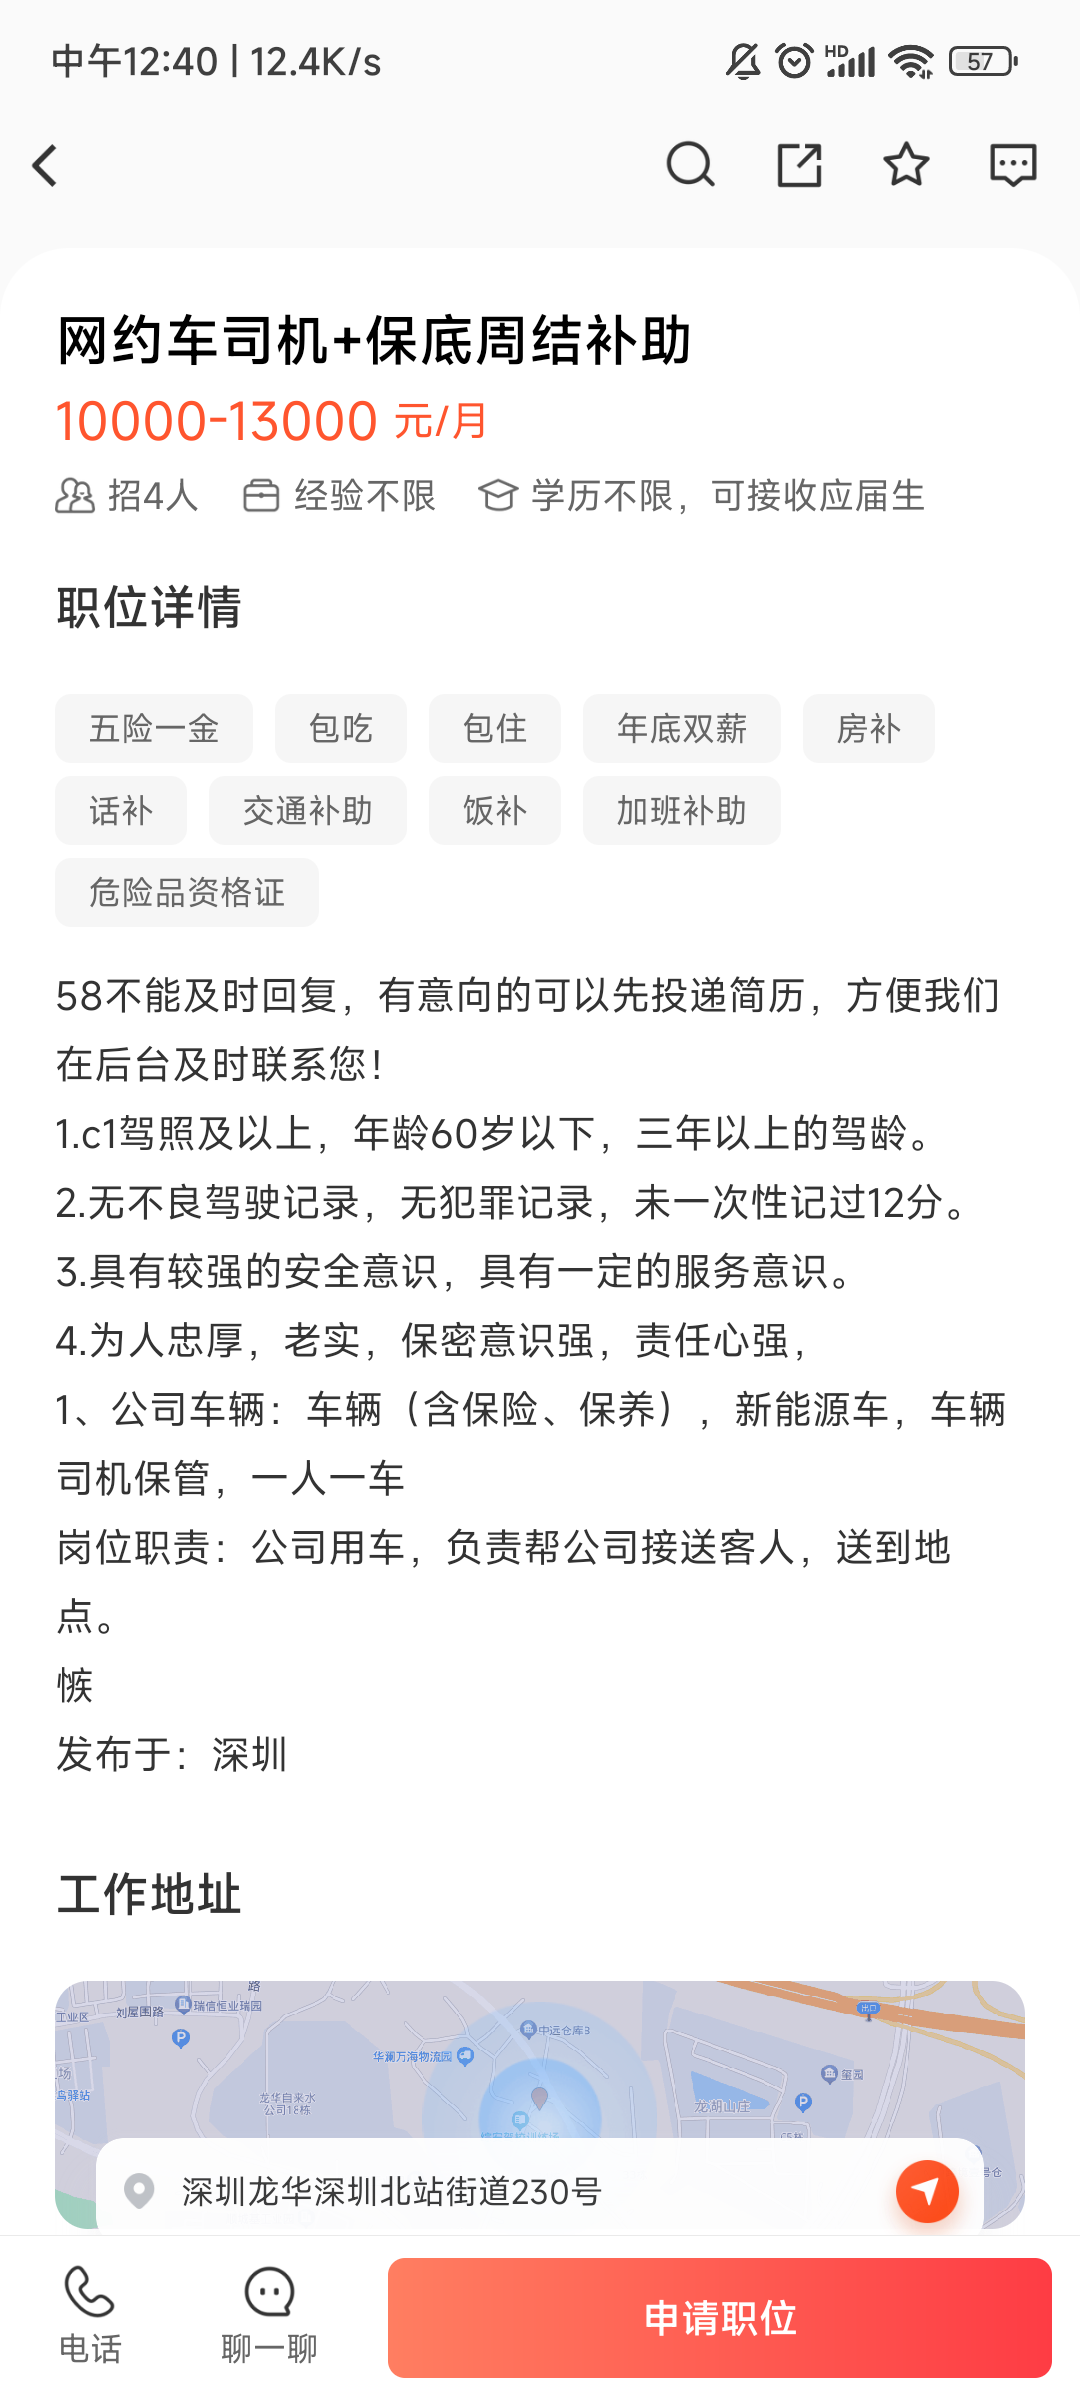 中午12:40 | 12.4K/s
HD
57
网约车司机+保底周结补助
10000-13000 元/月
招4人 经验不限 学历不限，可接收应届生
职位详情
五险一金 包吃 包住 年底双薪 房补
话补 交通补助 饭补 加班补助
危险品资格证
58不能及时回复，有意向的可以先投递简历，方便我们
在后台及时联系您！
1.c1驾照及以上，年龄60岁以下，三年以上的驾龄。
2.无不良驾驶记录，无犯罪记录，未一次性记过12分。
3.具有较强的安全意识，具有一定的服务意识。
4.为人忠厚，老实，保密意识强，责任心强，
1、公司车辆：车辆（含保险、保养），新能源车，车辆
司机保管，一人一车
岗位职责：公司用车，负责帮公司接送客人，送到地
点。
发布于：深圳
工作地址
路
工业区 刘屋围路 瑞信恒业瑞园
出口
P
中远仓库3
华澜万海物流园
场
玺园
鸟驿站
龙华自来水
公司18栋
龙湖山庄
P
号仓
深圳龙华深圳北站街道230号
电话 聊一聊 申请职位